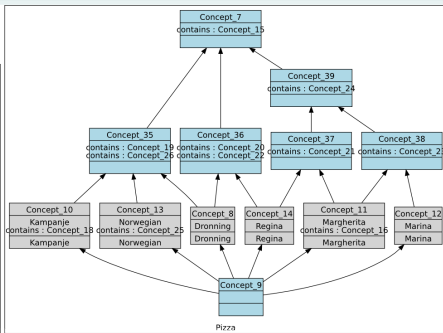 Concept_7
contains : Concept_15
Concept_39
contains : Concept_24
Concept_35
contains : Concept_19
contains : Concept_26
Concept_36
contains : Concept_20
contains : Concept_22
Concept_37
contains : Concept_21
Concept_38
contains :
Concept_10
Kampanje
contains : Concept_18
Kampanje
Concept_13
Norwegian
contains : Concept_25
Norwegian
Concept_8
Dronning
Dronning
Concept_14
Regina
Regina
Concept_11
Margherita
contains : Concept_16
Margherita
Concept_12
Marina
Marina
Concept_9
Pizza